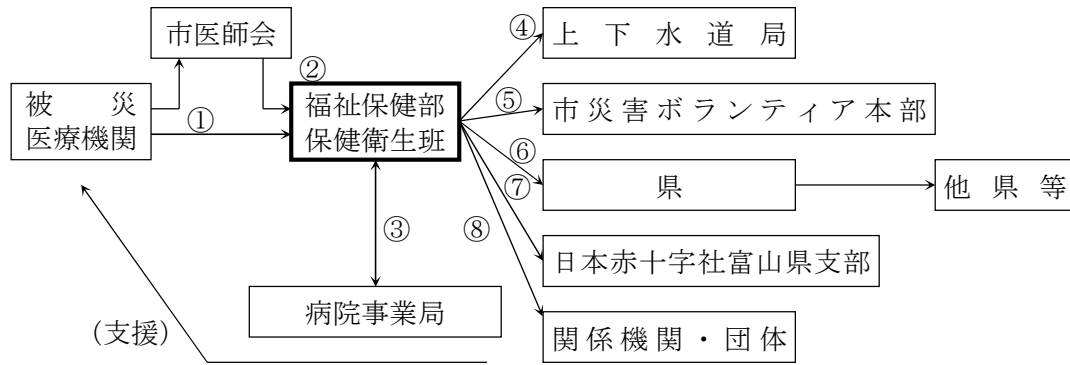 市医師会
被災
医療機関
①
②
福祉保健部
保健衛生班
③
病院事業局
④
上下水道局
⑤
市災害ボランティア本部
⑥
県
他県等
⑦
日本赤十字社富山県支部
⑧
関係機関・団体
(支援)